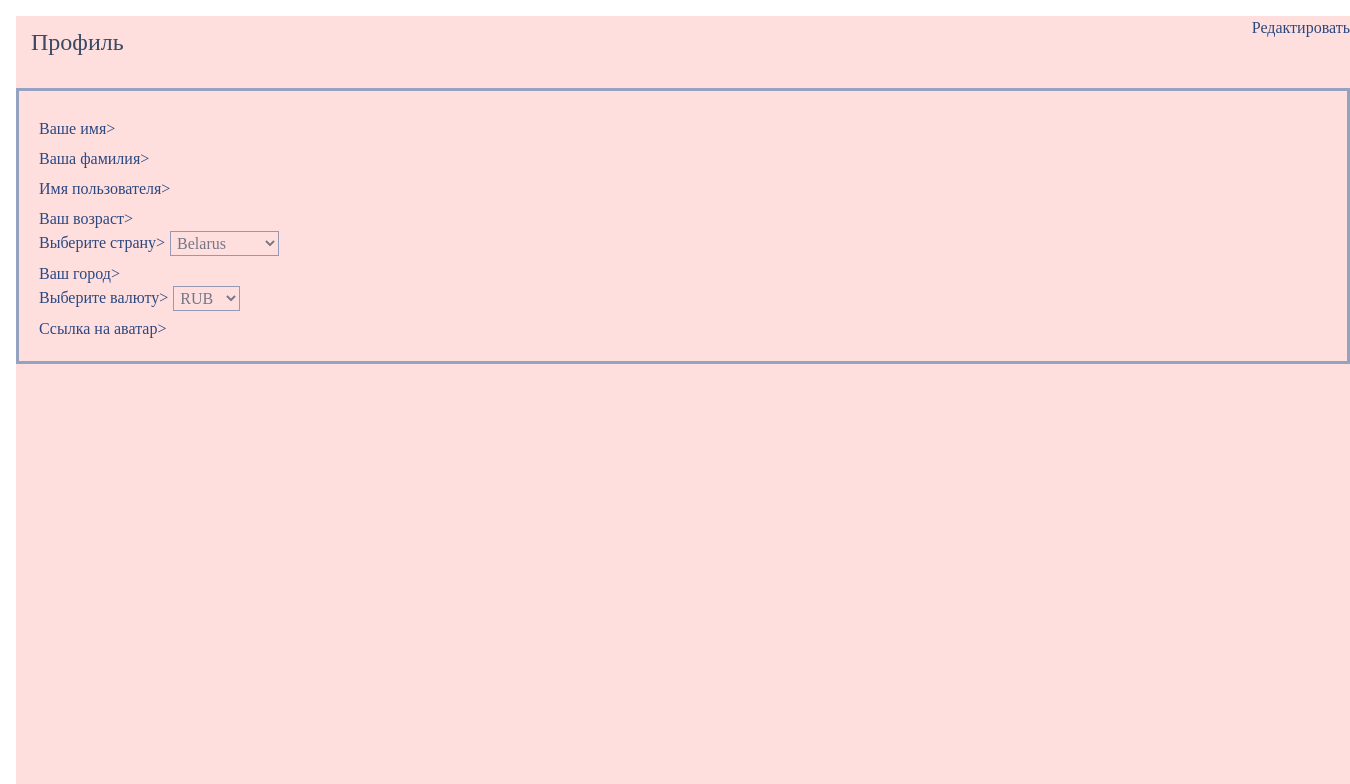 Профиль
Редактировать
Ваше имя>
Ваша фамилия>
Имя пользователя>
Ваш возраст>
Выберите страну> Belarus
Ваш город>
Выберите валюту> RUB
Ссылка на аватар>